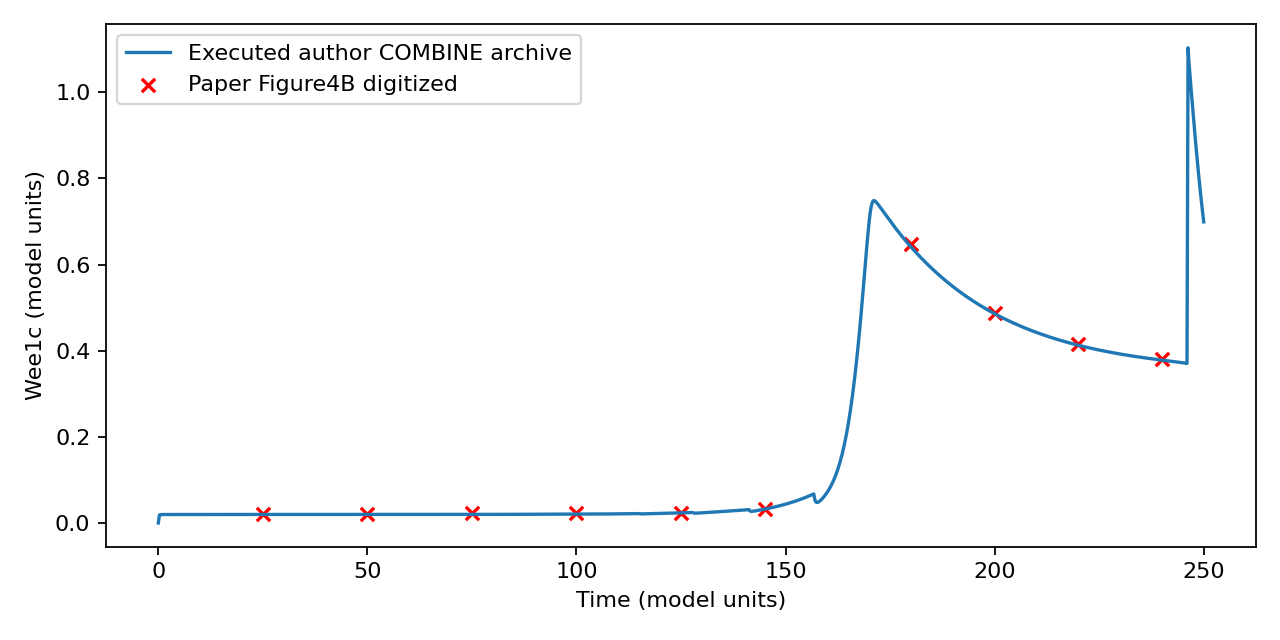 Executed author COMBINE archive
Paper Figure4B digitized
Wee1c (model units)
1.0
0.8
0.6
0.4
0.2
0.0
0 50 100 150 200 250
Time (model units)